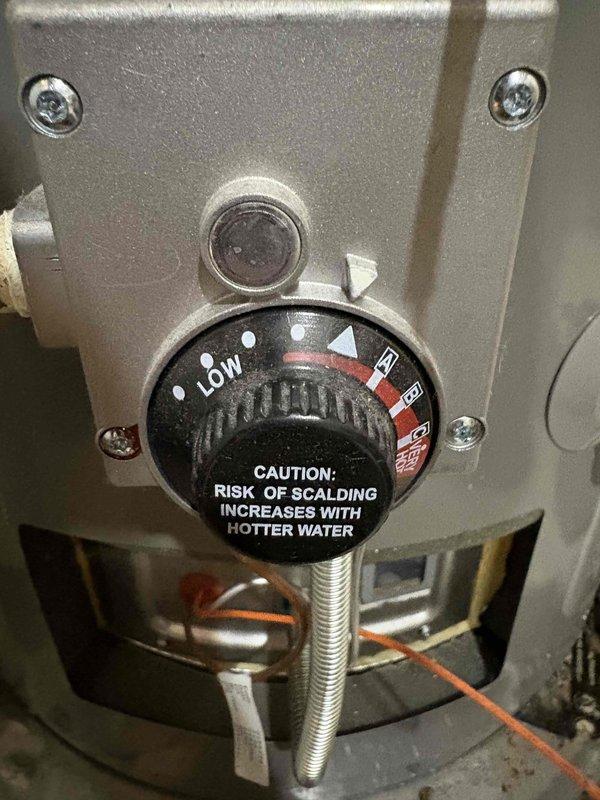 LOW
A
B
C
VERY
HOT
CAUTION:
RISK OF SCALDING
INCREASES WITH
HOTTER WATER